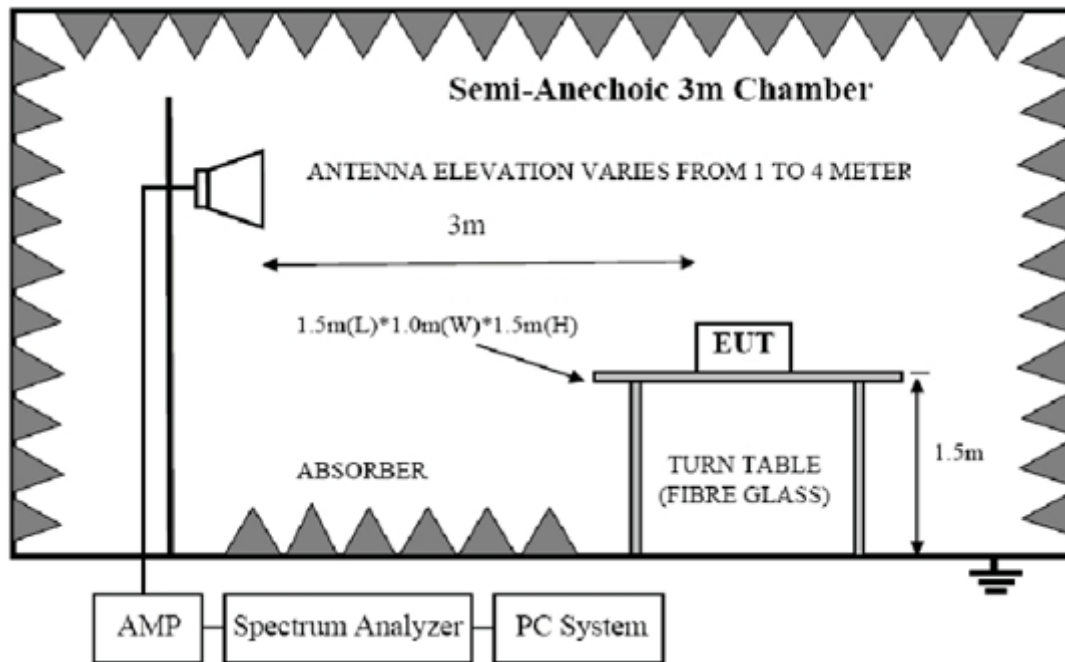 Semi-Anechoic 3m Chamber
ANTENNA ELEVATION VARIES FROM 1 TO 4 METER
3m
1.5m(L)*1.0m(W)*1.5m(H)
EUT
ABSORBER
TURN TABLE
(FIBRE GLASS)
1.5m
AMP
Spectrum Analyzer
PC System